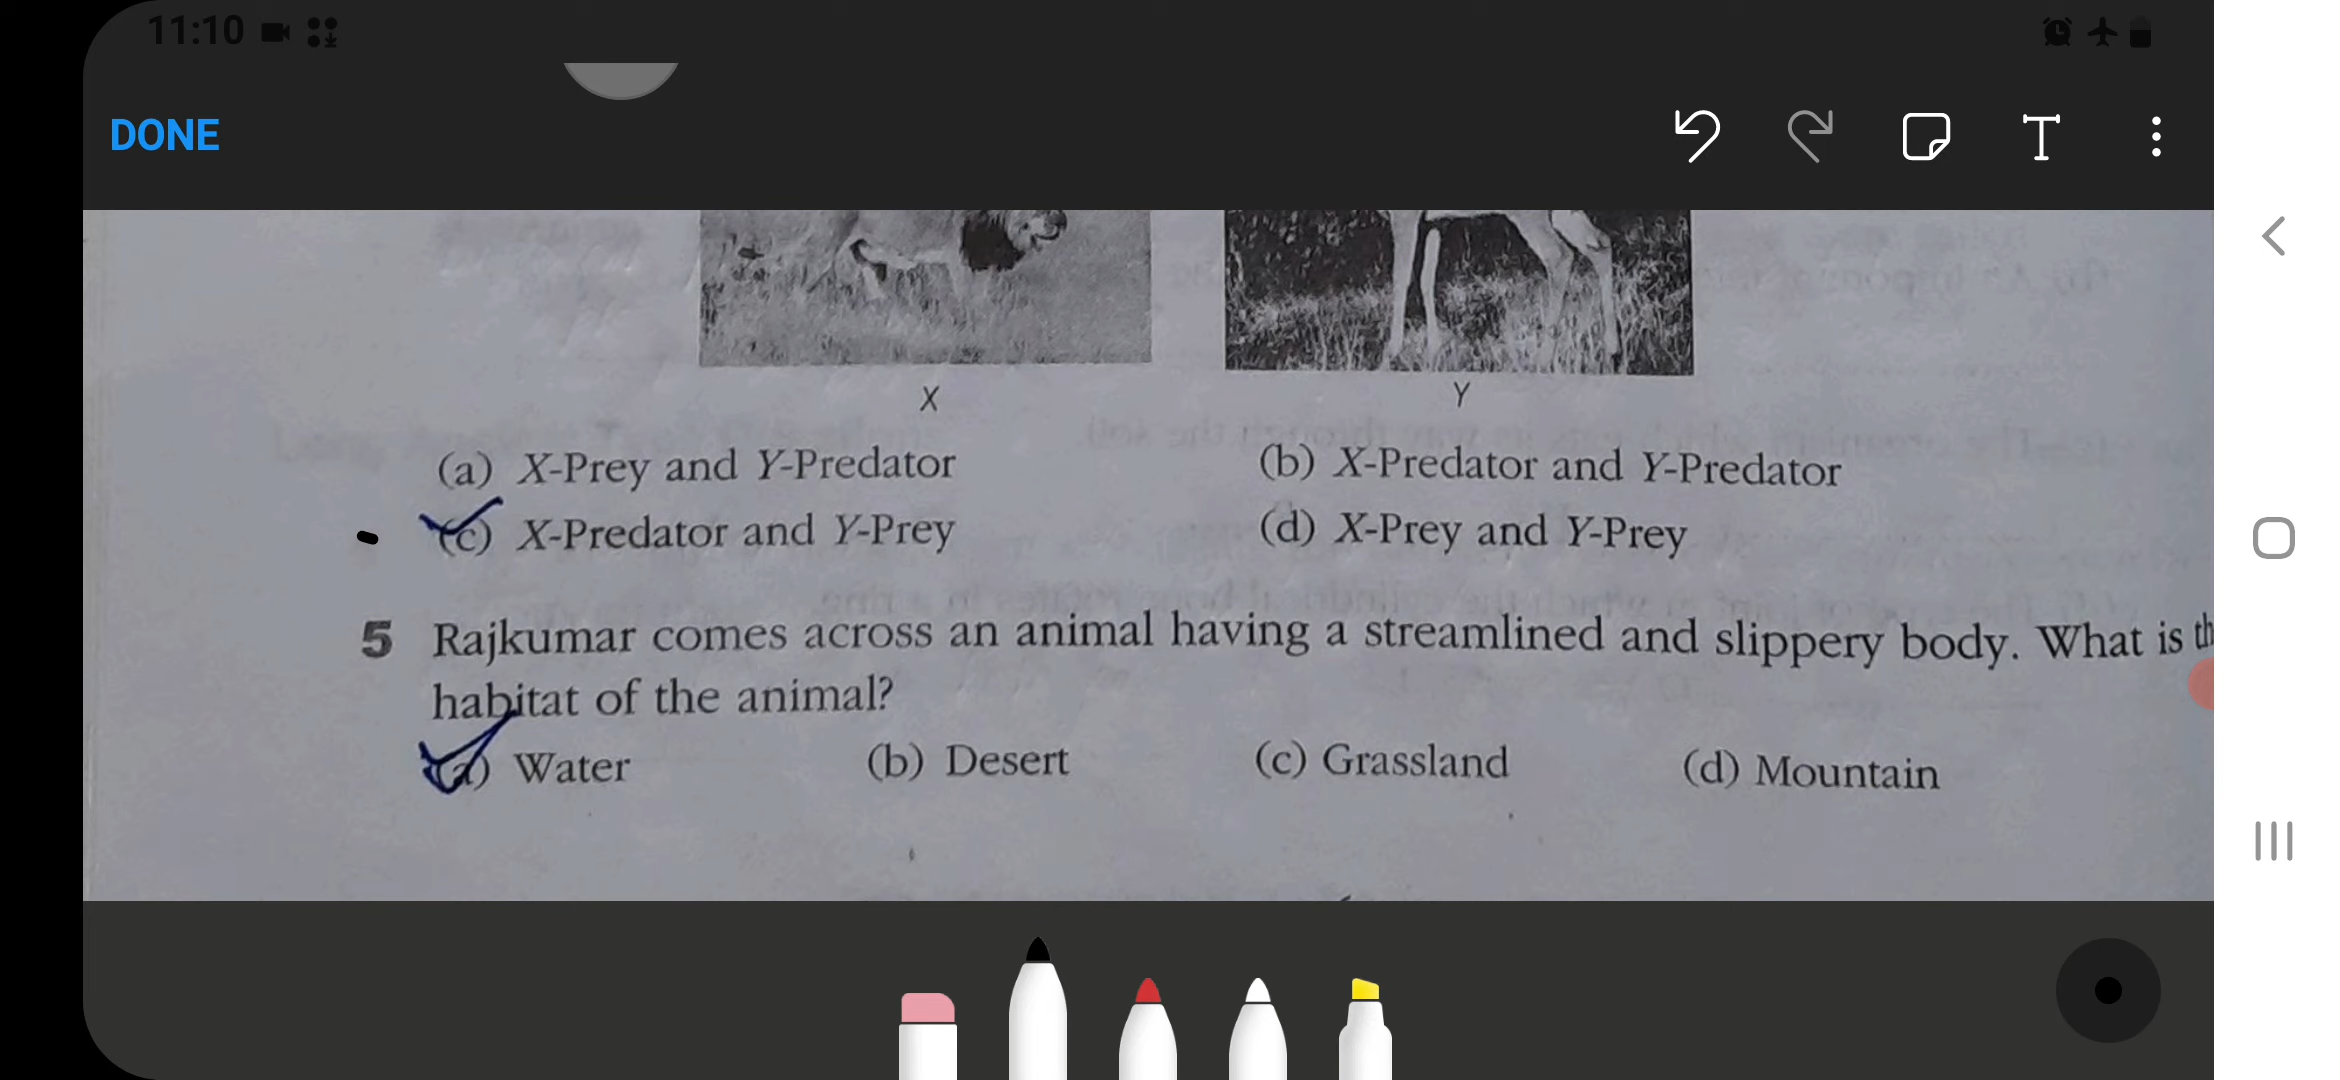 11:10
DONE
X Y
(a) X-Prey and Y-Predator (b) X-Predator and Y-Predator
(c) X-Predator and Y-Prey (d) X-Prey and Y-Prey
5 Rajkumar comes across an animal having a streamlined and slippery body. What is
habitat of the animal?
(a) Water (b) Desert (c) Grassland (d) Mountain